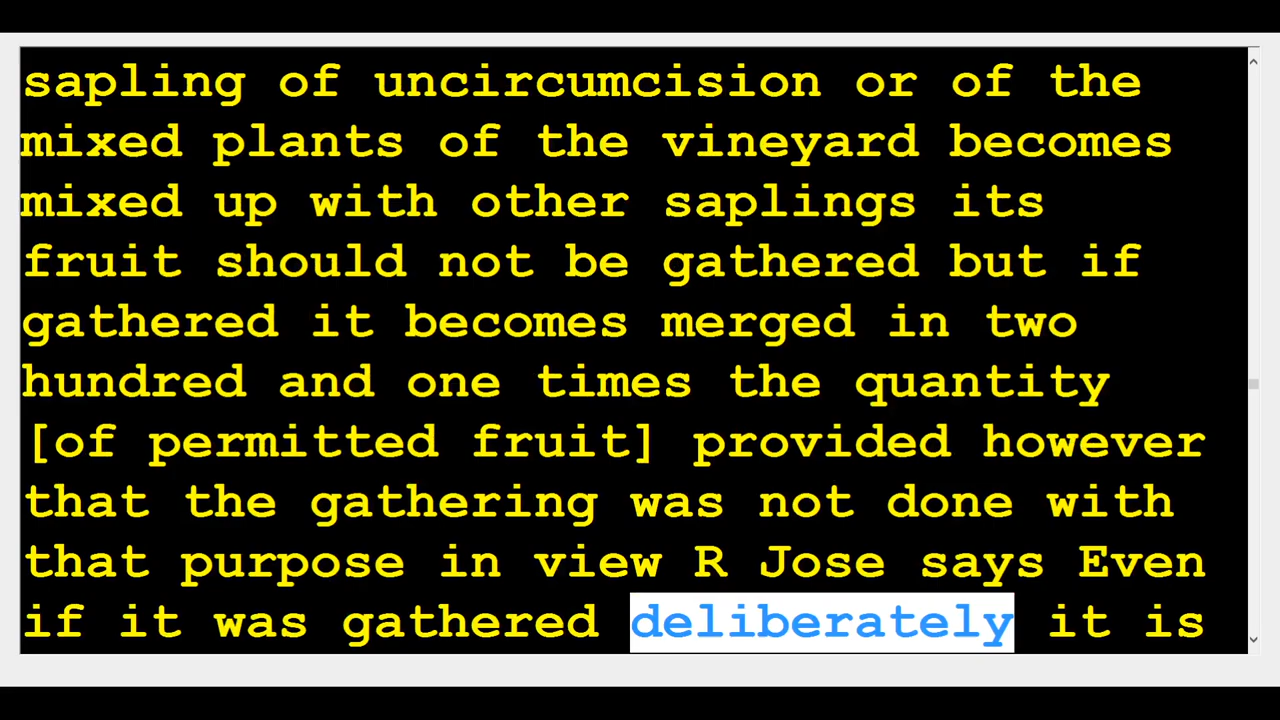 sapling of uncircumcision or of the
mixed plants of the vineyard becomes
mixed up with other saplings its
fruit should not be gathered but if
gathered it becomes merged in two
hundred and one times the quantity
[of permitted fruit] provided however
that the gathering was not done with
that purpose in view R Jose says Even
if it was gathered deliberately it is